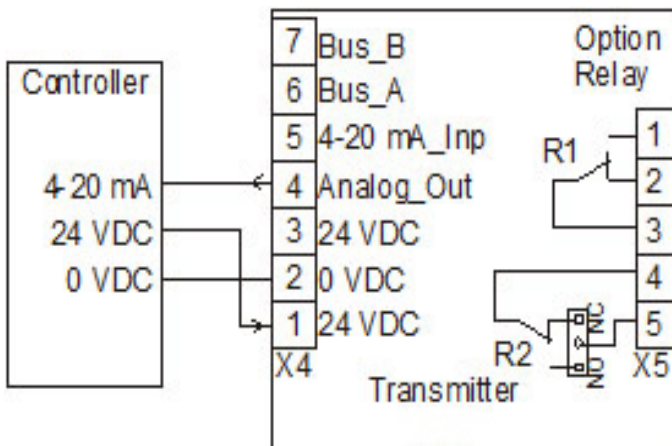 Controller
4-20 mA
24 VDC
0 VDC
7 Bus_B
6 Bus_A
5 4-20 mA_Inp
4 Analog_Out
3 24 VDC
2 0 VDC
1 24 VDC
X4
Transmitter
Option
Relay
R1
1
2
3
4
5
R2
NC
NO
X5